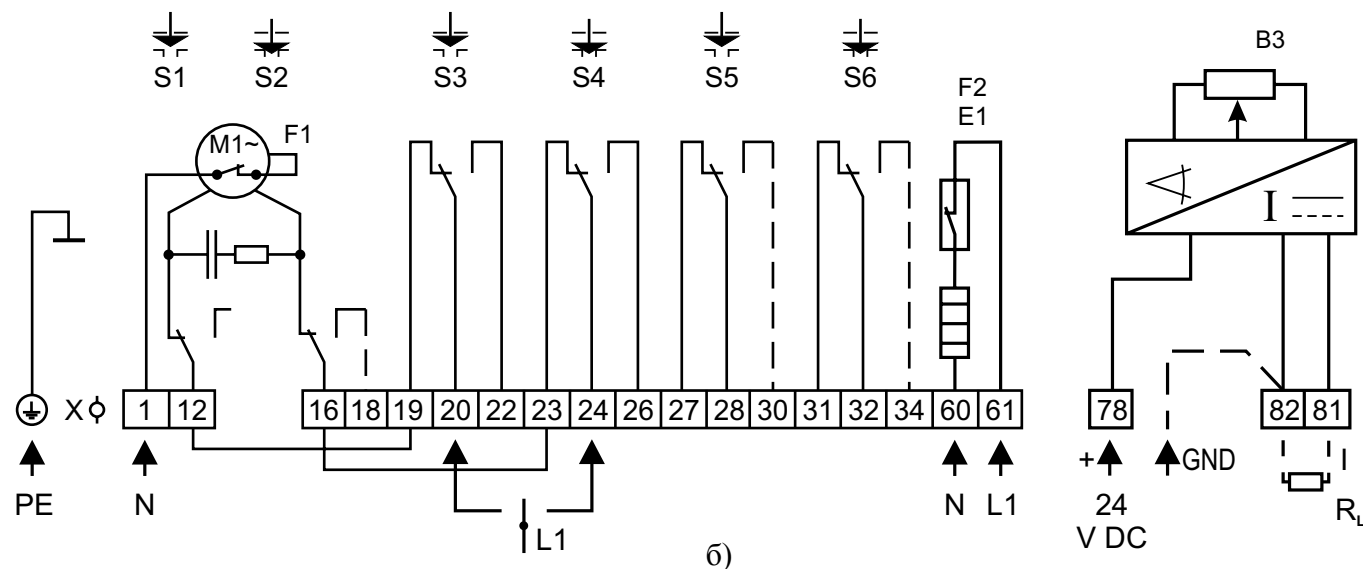 S1 S2 S3 S4 S5 S6
B3
F2
E1
M1~ F1
I
X 1 12 16 18 19 20 22 23 24 26 27 28 30 31 32 34 60 61 78 82 81
PE N N L1 + GND I
24
V DC
R_L
L1
б)